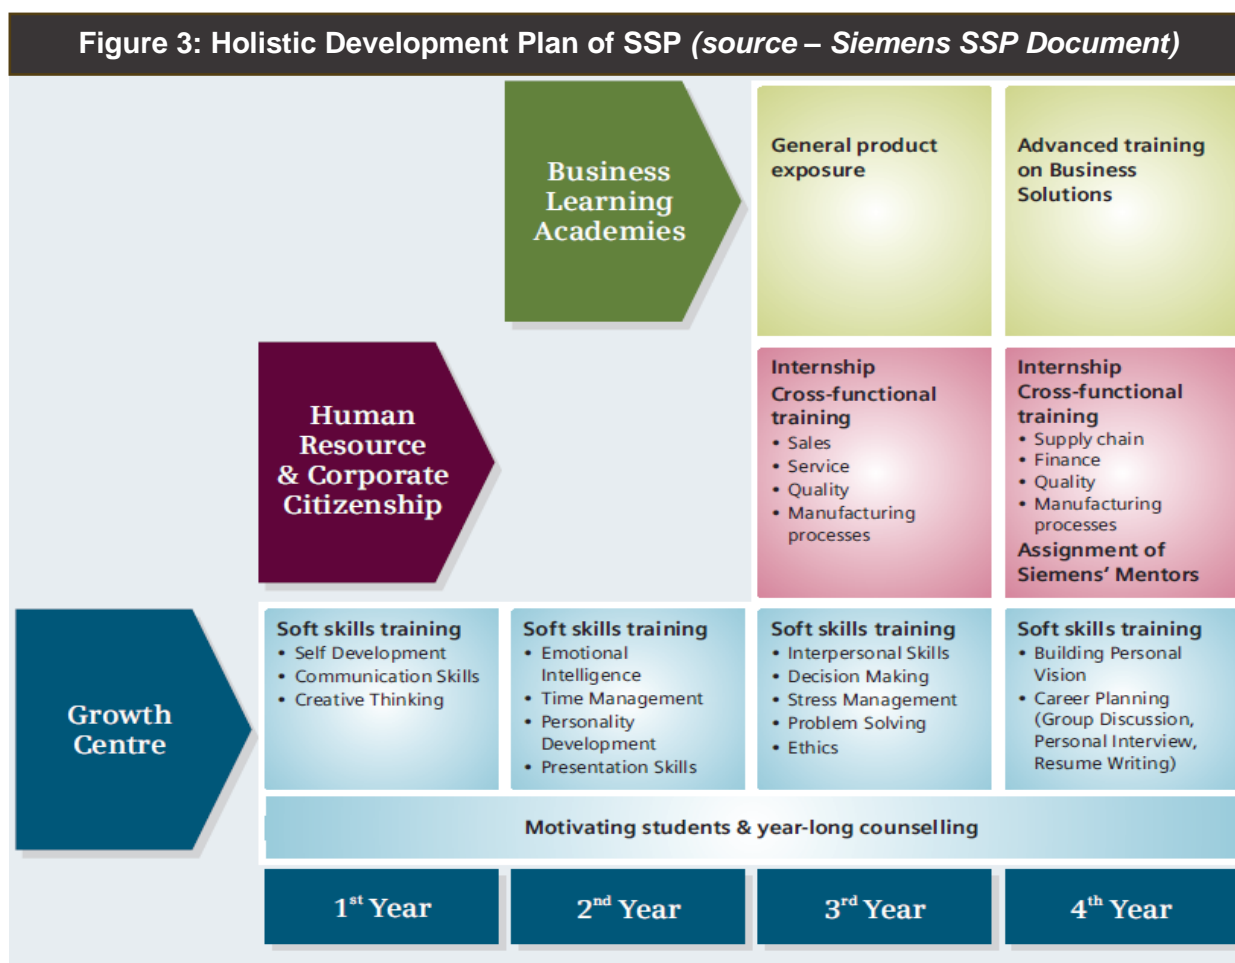 Figure 3: Holistic Development Plan of SSP (source – Siemens SSP Document)
Business
Learning
Academies
General product
exposure
Advanced training
on Business
Solutions
Human
Resource
& Corporate
Citizenship
Internship
Cross-functional
training
• Sales
• Service
• Quality
• Manufacturing
processes
Internship
Cross-functional
training
• Supply chain
• Finance
• Quality
• Manufacturing
processes
Assignment of
Siemens’ Mentors
Growth
Centre
Soft skills training
• Self Development
• Communication Skills
• Creative Thinking
Soft skills training
• Emotional
Intelligence
• Time Management
• Personality
Development
• Presentation Skills
Soft skills training
• Interpersonal Skills
• Decision Making
• Stress Management
• Problem Solving
• Ethics
Soft skills training
• Building Personal
Vision
• Career Planning
(Group Discussion,
Personal Interview,
Resume Writing)
Motivating students & year-long counselling
1st Year
2nd Year
3rd Year
4th Year